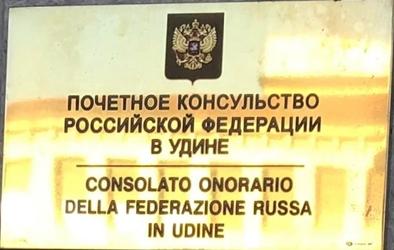 ПОЧЕТНОЕ КОНСУЛЬСТВО
РОССИЙСКОЙ ФЕДЕРАЦИИ
В УДИНЕ
CONSOLATO ONORARIO
DELLA FEDERAZIONE RUSSA
IN UDINE